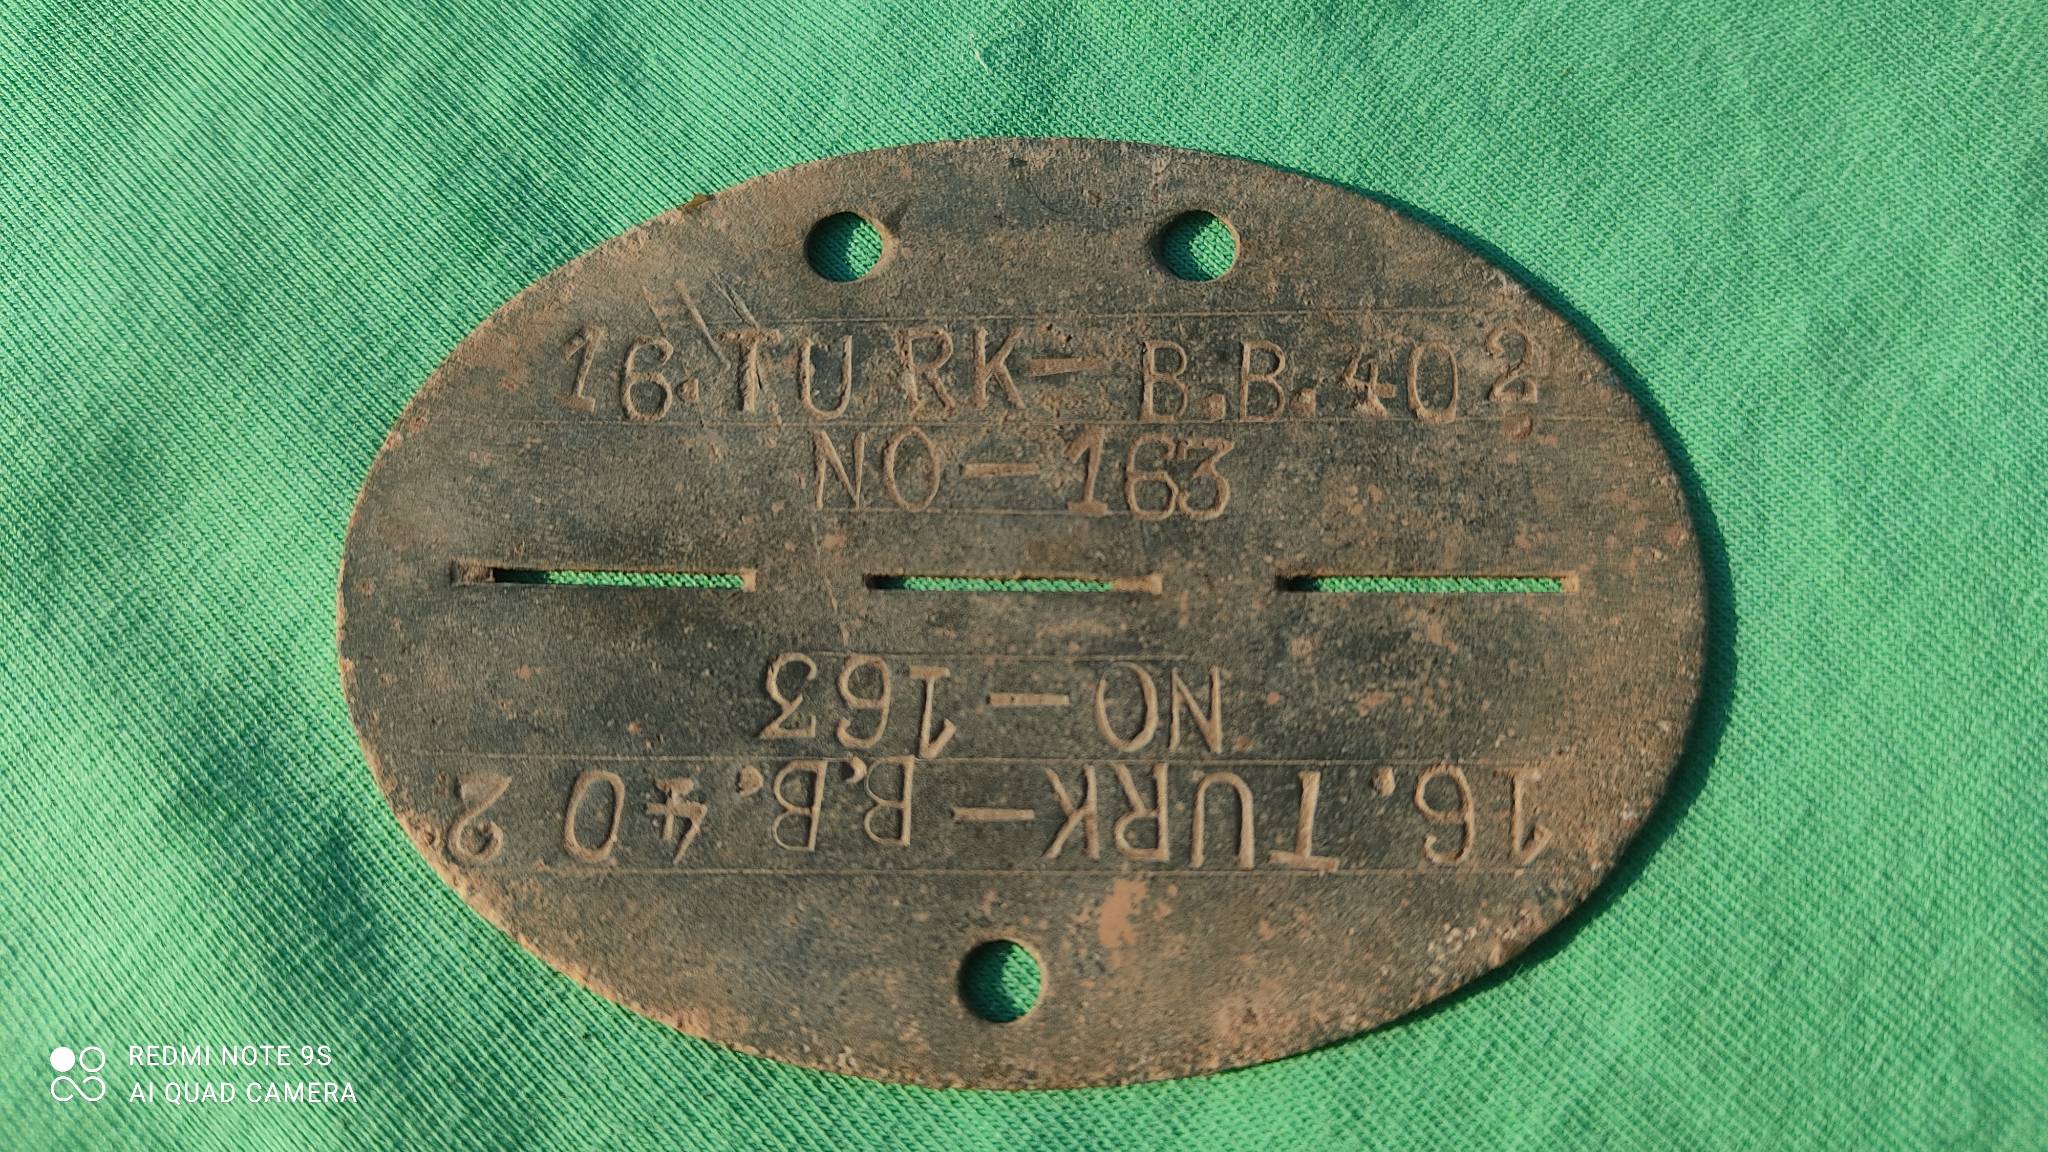 16. TURK - B.B. 402
NO - 163
NO - 163
16. TURK - B.B. 402
REDMI NOTE 9S
AI QUAD CAMERA